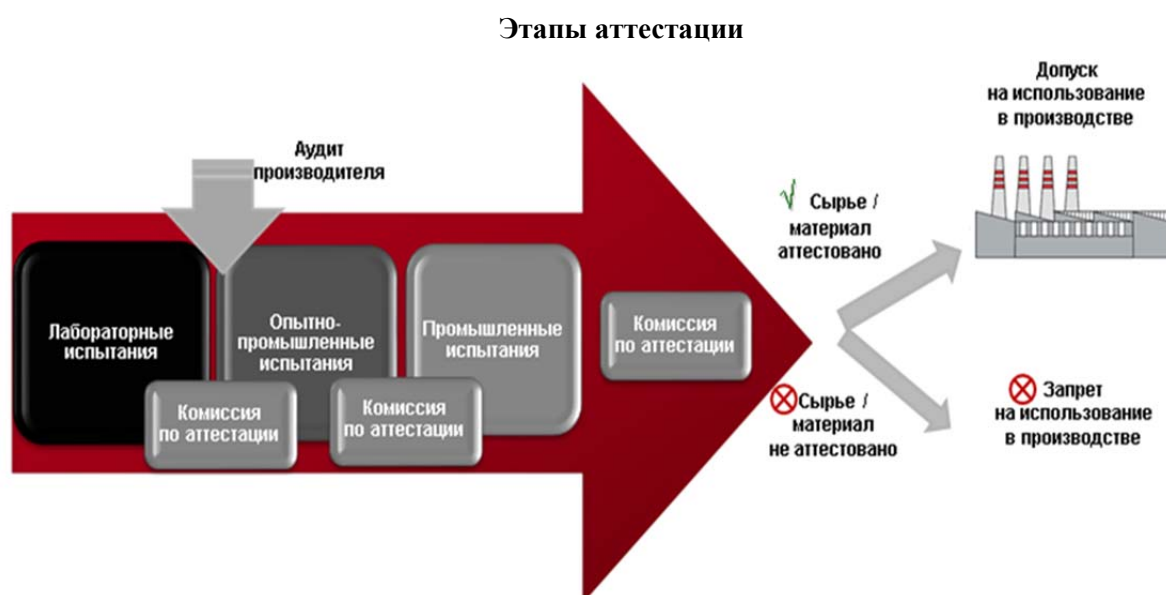 Этапы аттестации
Аудит
производителя
Лабораторные
испытания
Опытно-
промышленные
испытания
Промышленные
испытания
Комиссия
по аттестации
Комиссия
по аттестации
Комиссия
по аттестации
Сырье /
материал
аттестовано
Допуск
на использование
в производстве
Сырье /
материал
не аттестовано
Запрет
на использование
в производстве